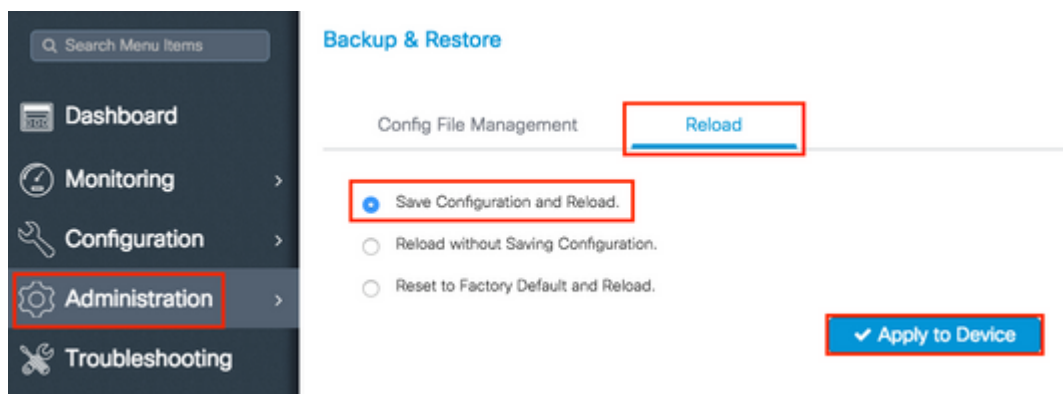 Search Menu Items
Dashboard
Monitoring
Configuration
Administration
Troubleshooting
Backup & Restore
Config File Management
Reload
Save Configuration and Reload.
Reload without Saving Configuration.
Reset to Factory Default and Reload.
Apply to Device